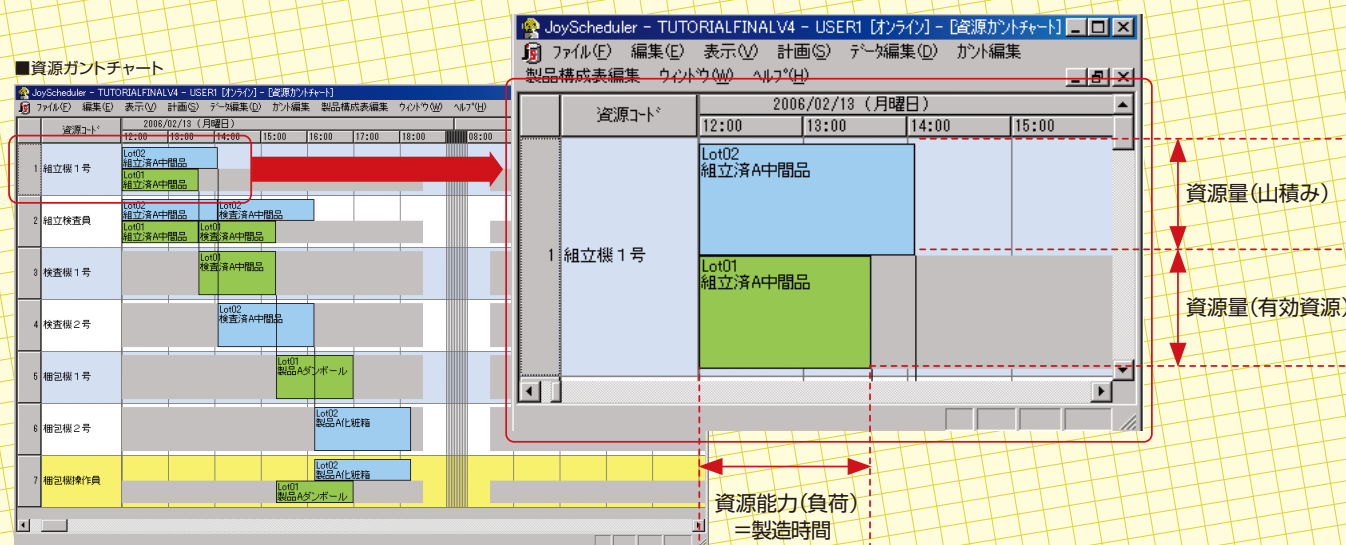 ■資源ガントチャート
JoyScheduler - TUTORIALFINALV4 - USER1 [オンライン] - [資源ガントチャート]
ファイル(F) 編集(E) 表示(V) 計画(S) データ編集(D) ガント編集 製品構成表編集 ウィンドウ(W) ヘルプ(H)
資源コード
2006/02/13 (月曜日)
12:00 13:00 14:00 15:00 16:00 17:00 18:00 08:00
1 組立機1号
Lot02
組立済A中間品
Lot01
組立済A中間品
2 組立検査員
Lot02
組立済A中間品
Lot02
検査済A中間品
Lot01
組立済A中間品
Lot01
検査済A中間品
3 検査機1号
Lot01
検査済A中間品
4 検査機2号
Lot02
検査済A中間品
5 梱包機1号
Lot01
製品Aダンボール
6 梱包機2号
Lot02
製品A化粧箱
7 梱包機操作員
Lot02
製品A化粧箱
Lot01
製品Aダンボール
JoyScheduler - TUTORIALFINALV4 - USER1 [オンライン] - [資源ガントチャート]
ファイル(F) 編集(E) 表示(V) 計画(S) データ編集(D) ガント編集
製品構成表編集 ウィンドウ(W) ヘルプ(H)
資源コード
2006/02/13 (月曜日)
12:00 13:00 14:00 15:00
1 組立機1号
Lot02
組立済A中間品
Lot01
組立済A中間品
資源量(山積み)
資源量(有効資源)
資源能力(負荷)
=製造時間